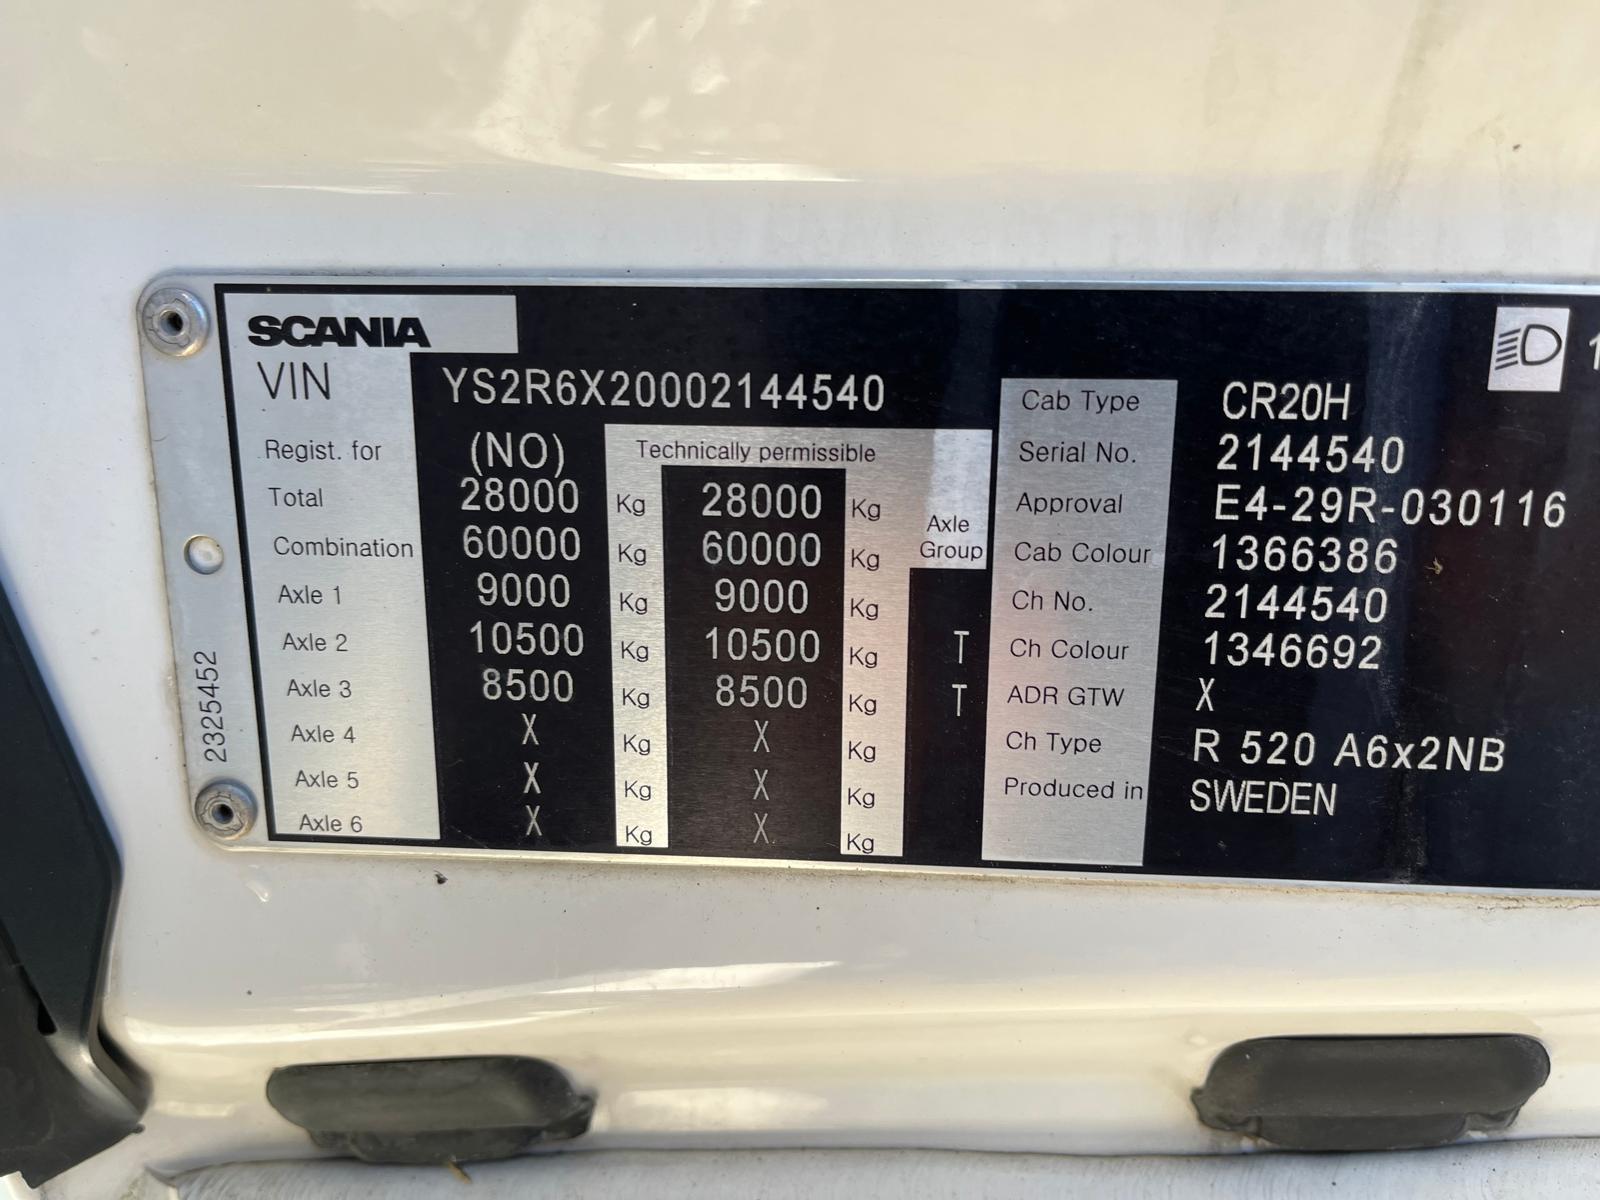 SCANIA
VIN YS2R6X20002144540
Regist. for (NO) Technically permissible
Total 28000 Kg 28000 Kg
Combination 60000 Kg 60000 Kg
Axle Group
Axle 1 9000 Kg 9000 Kg
Axle 2 10500 Kg 10500 Kg T
Axle 3 8500 Kg 8500 Kg T
Axle 4 X Kg X Kg
Axle 5 X Kg X Kg
Axle 6 X Kg X Kg
Cab Type CR20H
Serial No. 2144540
Approval E4-29R-030116
Cab Colour 1366386
Ch No. 2144540
Ch Colour 1346692
ADR GTW X
Ch Type R 520 A6x2NB
Produced in SWEDEN
2325452